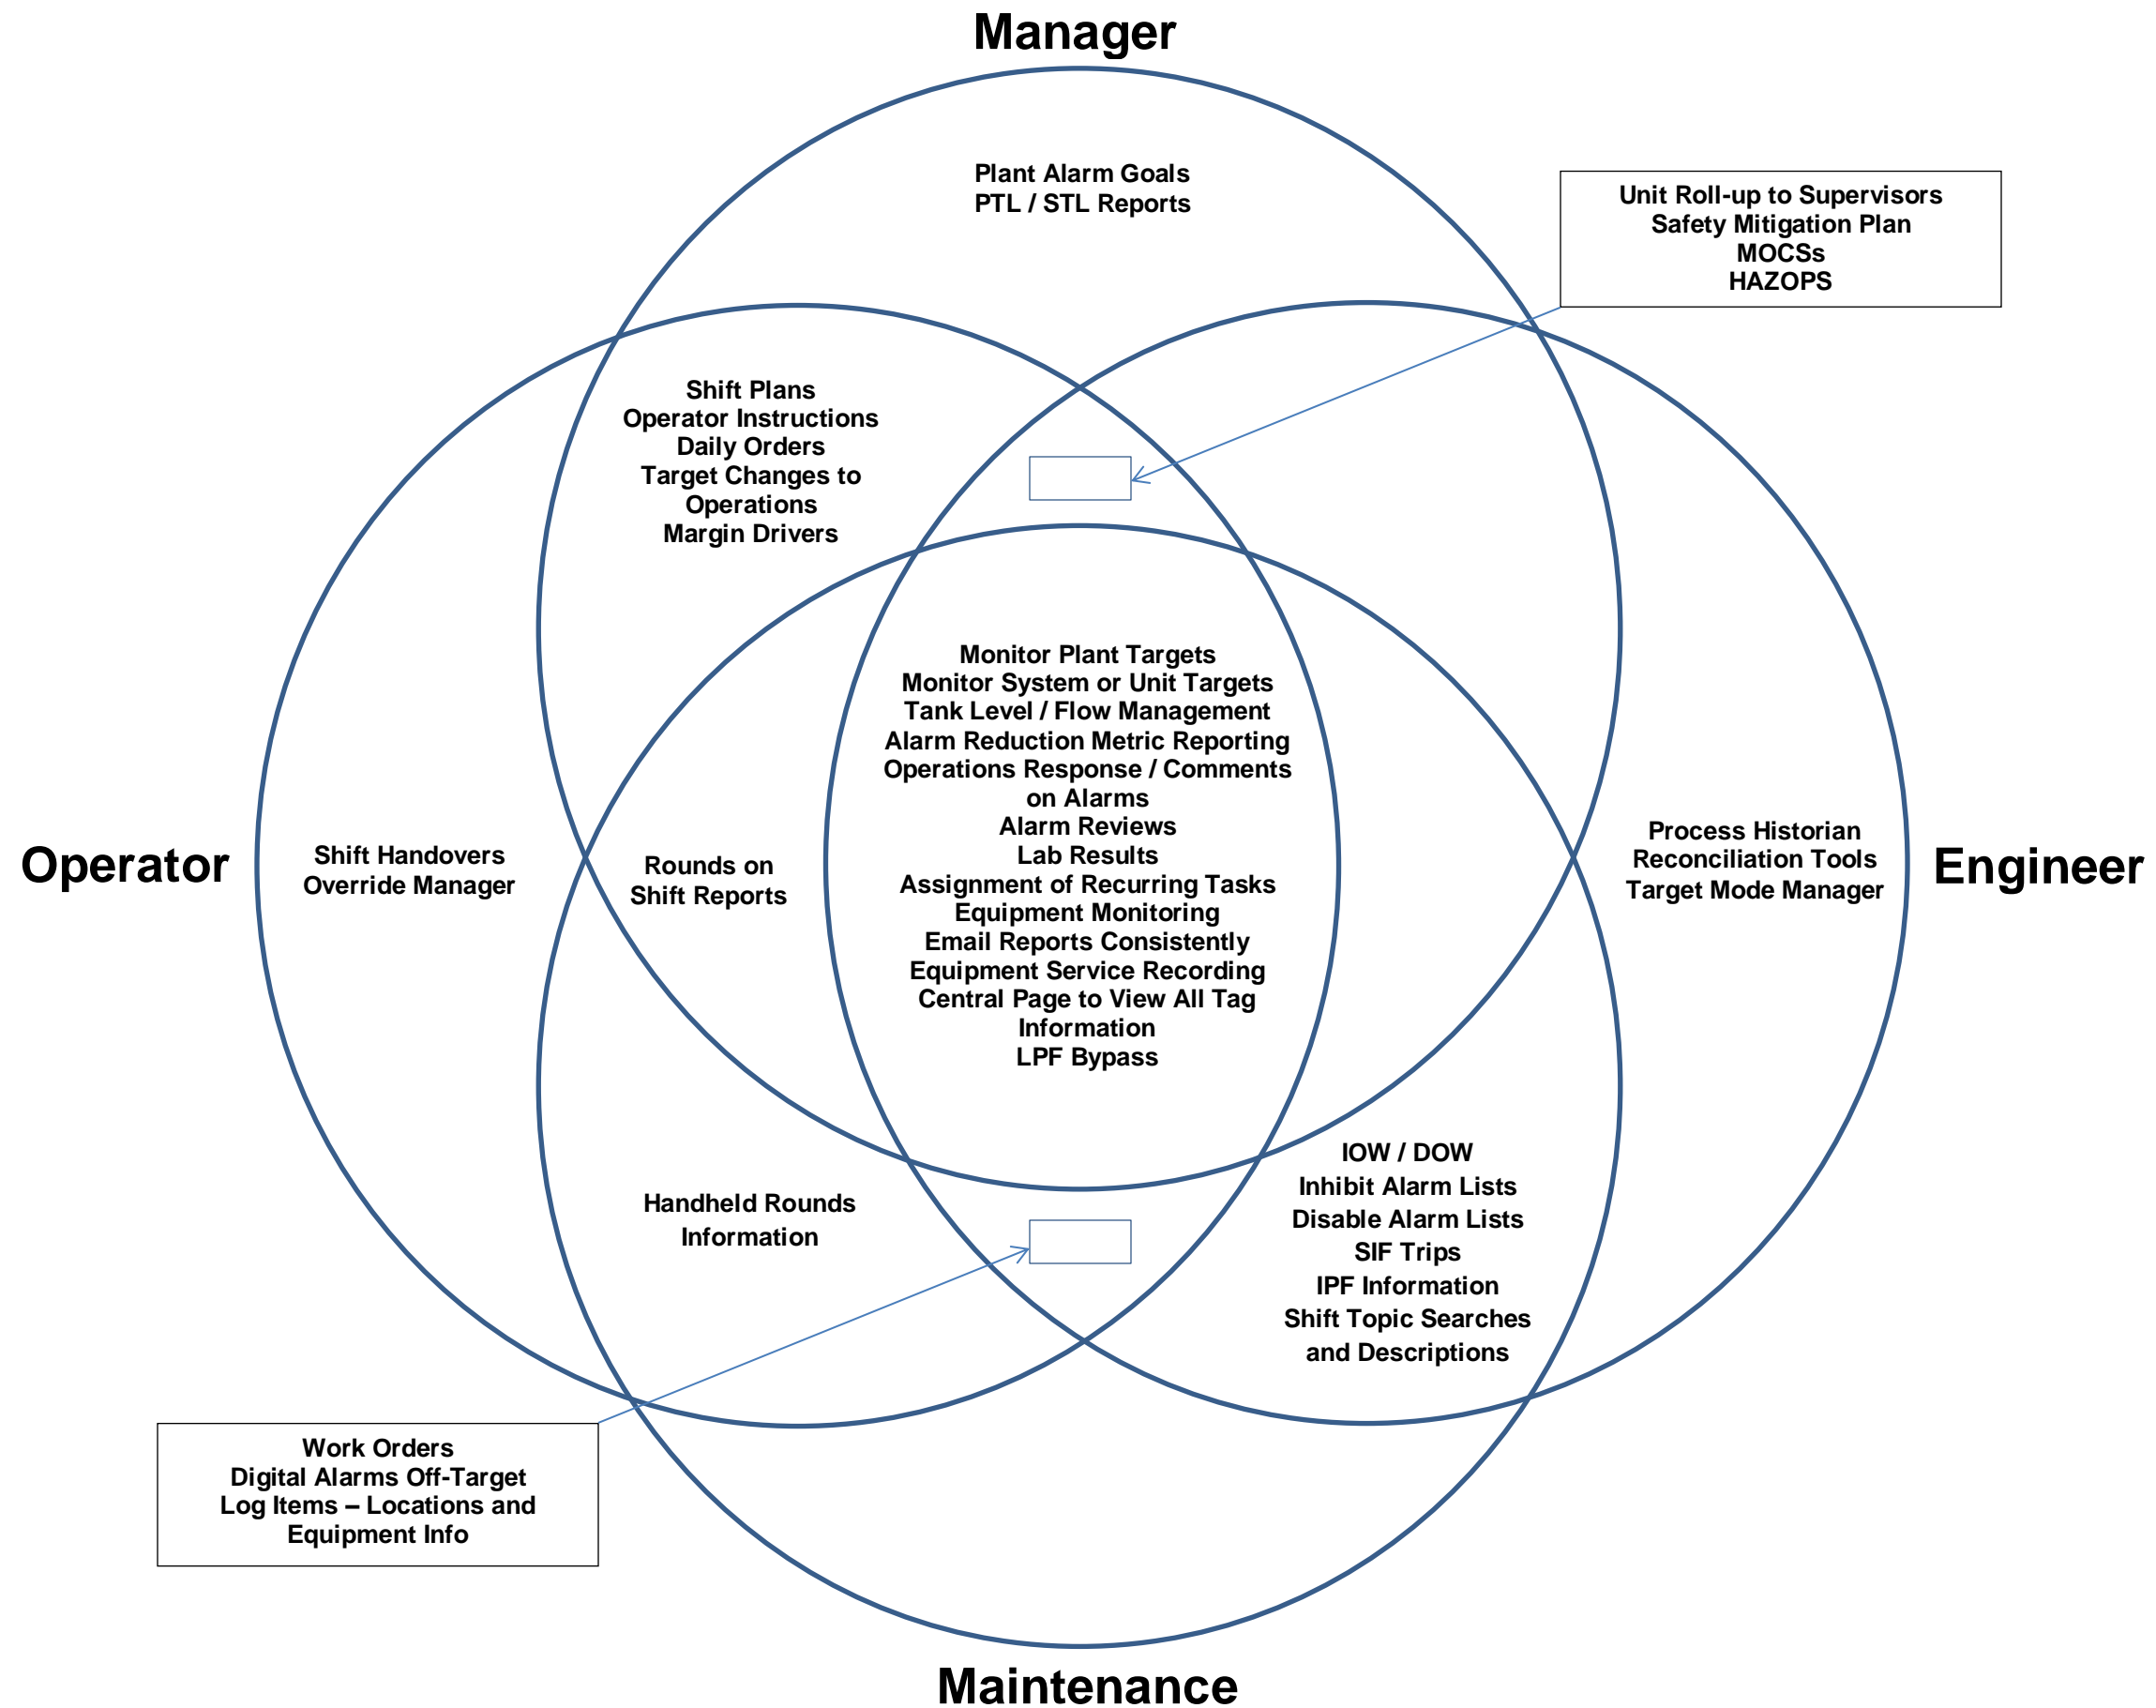 Manager
Plant Alarm Goals
PTL / STL Reports
Unit Roll-up to Supervisors
Safety Mitigation Plan
MOCSs
HAZOPS
Shift Plans
Operator Instructions
Daily Orders
Target Changes to
Operations
Margin Drivers
Monitor Plant Targets
Monitor System or Unit Targets
Tank Level / Flow Management
Alarm Reduction Metric Reporting
Operations Response / Comments
on Alarms
Alarm Reviews
Lab Results
Assignment of Recurring Tasks
Equipment Monitoring
Email Reports Consistently
Equipment Service Recording
Central Page to View All Tag
Information
LPF Bypass
Operator
Shift Handovers
Override Manager
Rounds on
Shift Reports
Process Historian
Reconciliation Tools
Target Mode Manager
Engineer
Handheld Rounds
Information
IOW / DOW
Inhibit Alarm Lists
Disable Alarm Lists
SIF Trips
IPF Information
Shift Topic Searches
and Descriptions
Work Orders
Digital Alarms Off-Target
Log Items – Locations and
Equipment Info
Maintenance